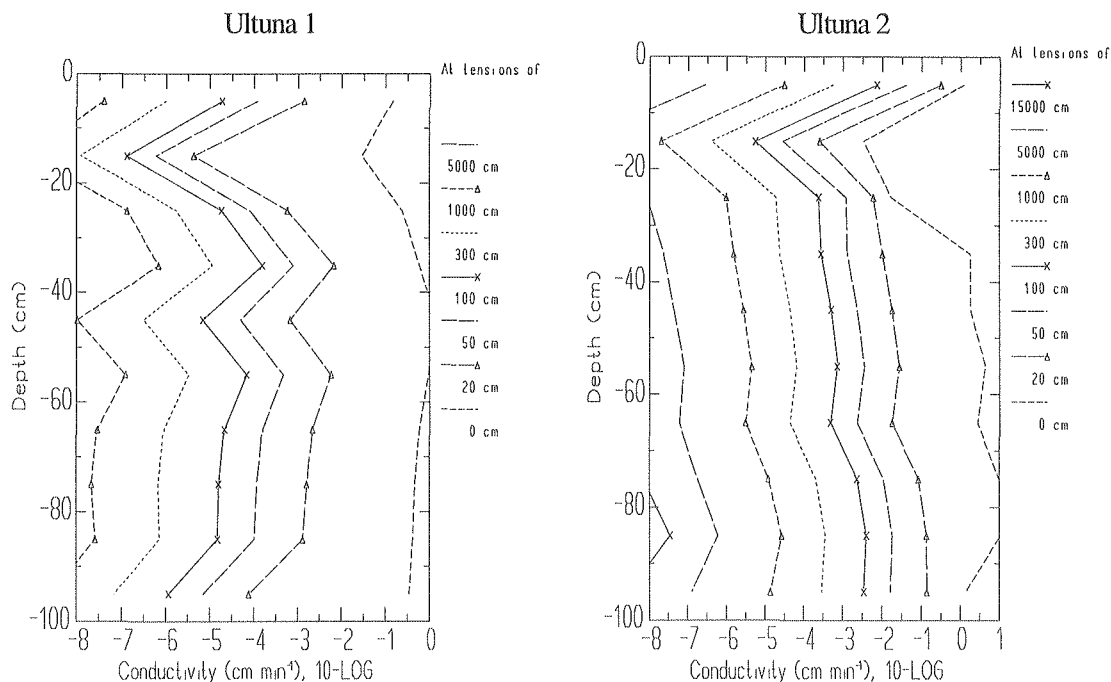 Ultuna 1
At tensions of
0
-20
-40
-60
-80
-100
Depth (cm)
5000 cm
1000 cm
300 cm
100 cm
50 cm
20 cm
0 cm
-8 -7 -6 -5 -4 -3 -2 -1 0
Conductivity (cm min⁻¹), 10-LOG
Ultuna 2
At tensions of
0
-20
-40
-60
-80
-100
Depth (cm)
15000 cm
5000 cm
1000 cm
300 cm
100 cm
50 cm
20 cm
0 cm
-8 -7 -6 -5 -4 -3 -2 -1 0 1
Conductivity (cm min⁻¹), 10-LOG